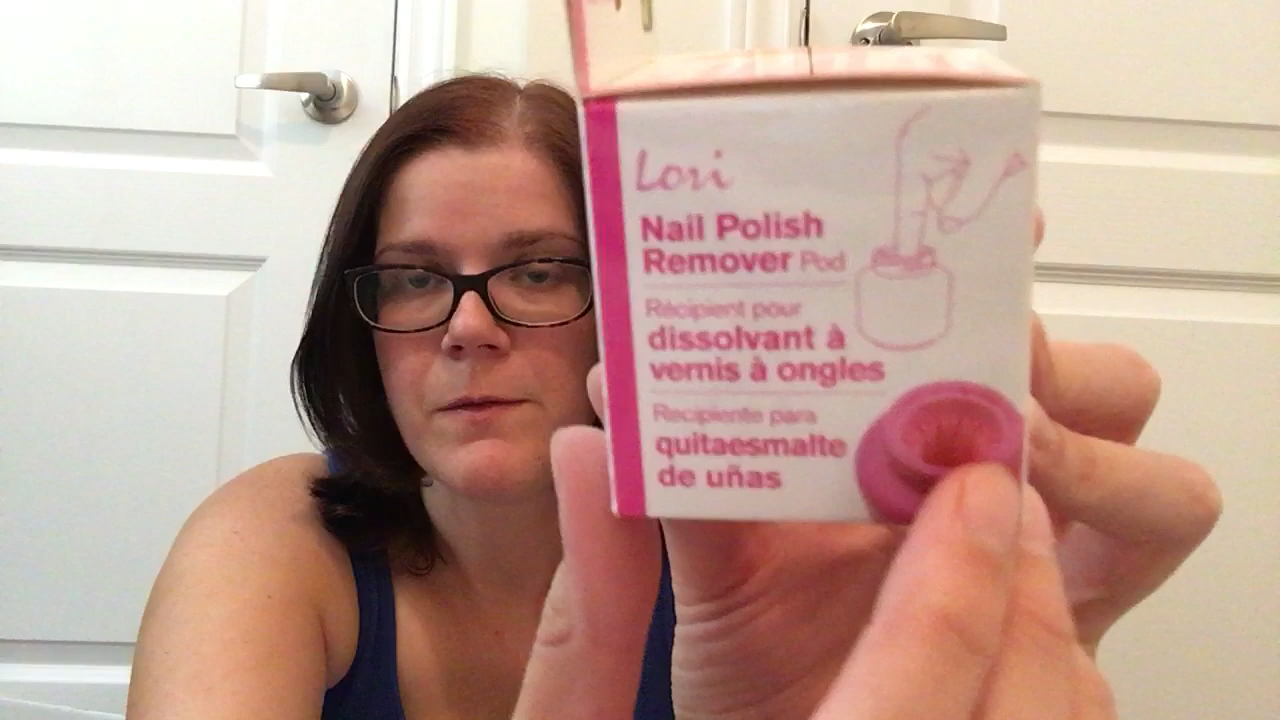 Lori
Nail Polish
Remover Pod
Récipient pour
dissolvant à
vernis à ongles
Recipiente para
quitaesmalte
de uñas